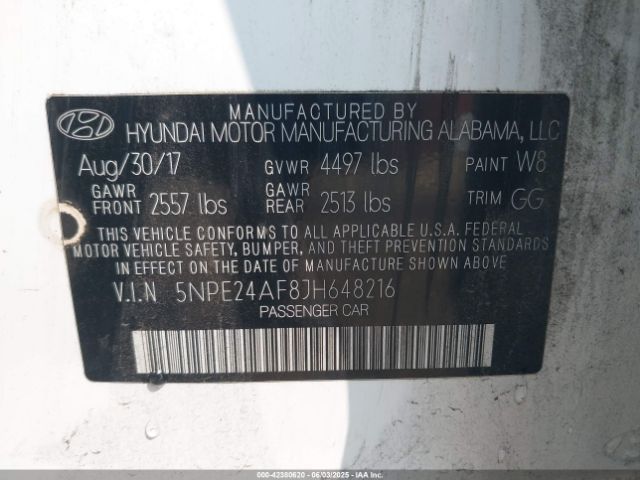 MANUFACTURED BY
HYUNDAI MOTOR MANUFACTURING ALABAMA, LLC
Aug/30/17 GVWR 4497 lbs PAINT W8
GAWR FRONT 2557 lbs GAWR REAR 2513 lbs TRIM GG
THIS VEHICLE CONFORMS TO ALL APPLICABLE U.S.A. FEDERAL
MOTOR VEHICLE SAFETY, BUMPER, AND THEFT PREVENTION STANDARDS
IN EFFECT ON THE DATE OF MANUFACTURE SHOWN ABOVE
V.I.N 5NPE24AF8JH648216
PASSENGER CAR
000-42380620 - 06/03/2025 - IAAI.COM